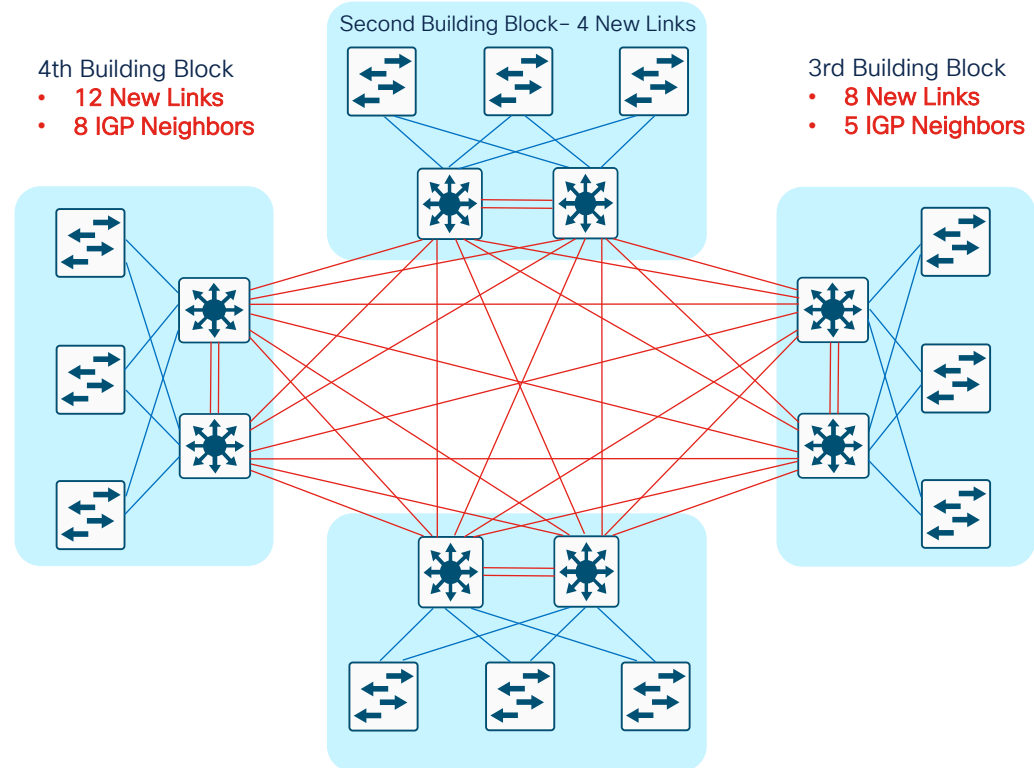 Second Building Block– 4 New Links
4th Building Block
• 12 New Links
• 8 IGP Neighbors
3rd Building Block
• 8 New Links
• 5 IGP Neighbors